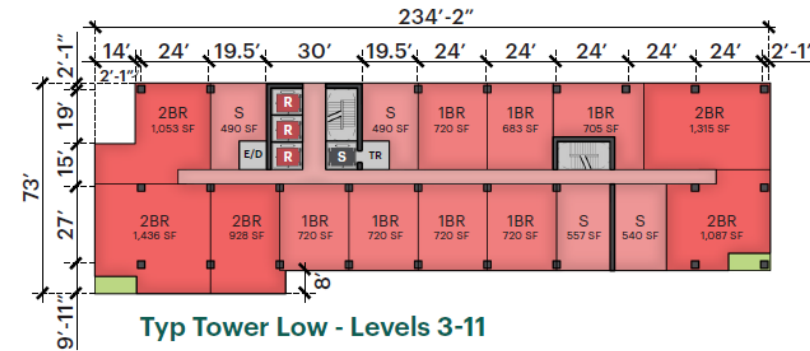 234'-2"
14' 24' 19.5' 30' 19.5' 24' 24' 24' 24' 24' 2'-1"
2'-1"
2'-1"
19'
15'
73'
27'
9'-11"
8'
2BR
1,053 SF
S
490 SF
R
R
R
E/D
S
TR
S
490 SF
1BR
720 SF
1BR
683 SF
1BR
705 SF
2BR
1,315 SF
2BR
1,436 SF
2BR
928 SF
1BR
720 SF
1BR
720 SF
1BR
720 SF
1BR
720 SF
S
557 SF
S
540 SF
2BR
1,087 SF
Typ Tower Low - Levels 3-11